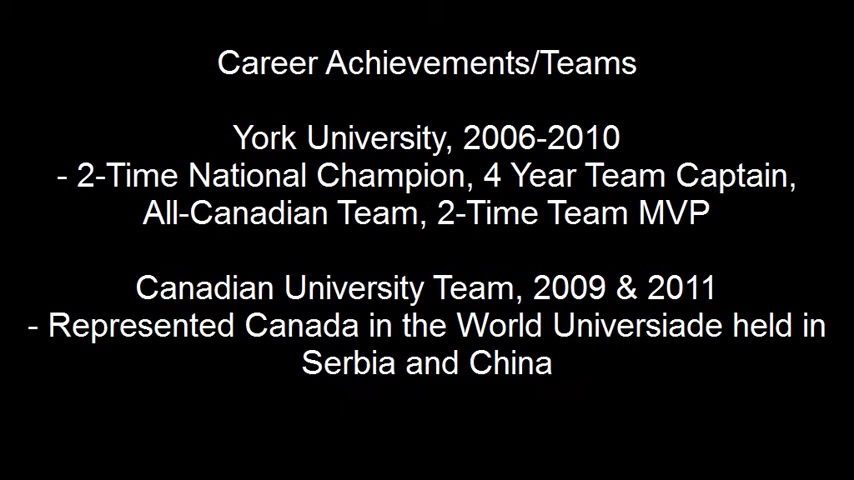 Career Achievements/Teams
York University, 2006-2010
- 2-Time National Champion, 4 Year Team Captain,
All-Canadian Team, 2-Time Team MVP
Canadian University Team, 2009 & 2011
- Represented Canada in the World Universiade held in
Serbia and China